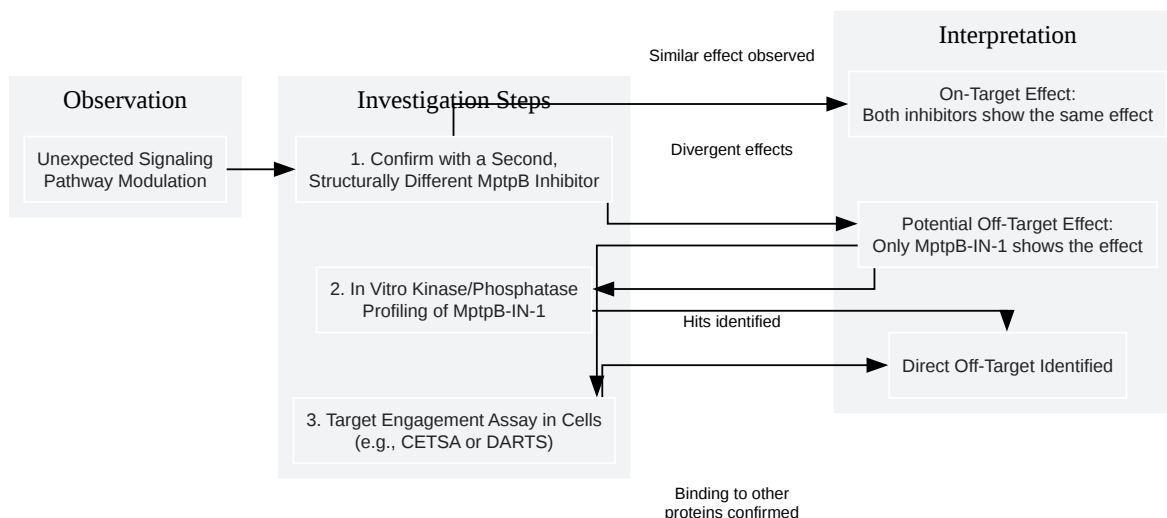 Observation
Unexpected Signaling
Pathway Modulation
Investigation Steps
1. Confirm with a Second,
Structurally Different MptpB Inhibitor
2. In Vitro Kinase/Phosphatase
Profiling of MptpB-IN-1
3. Target Engagement Assay in Cells
(e.g., CETSA or DARTS)
Similar effect observed
Divergent effects
Hits identified
Binding to other
proteins confirmed
Interpretation
On-Target Effect:
Both inhibitors show the same effect
Potential Off-Target Effect:
Only MptpB-IN-1 shows the effect
Direct Off-Target Identified